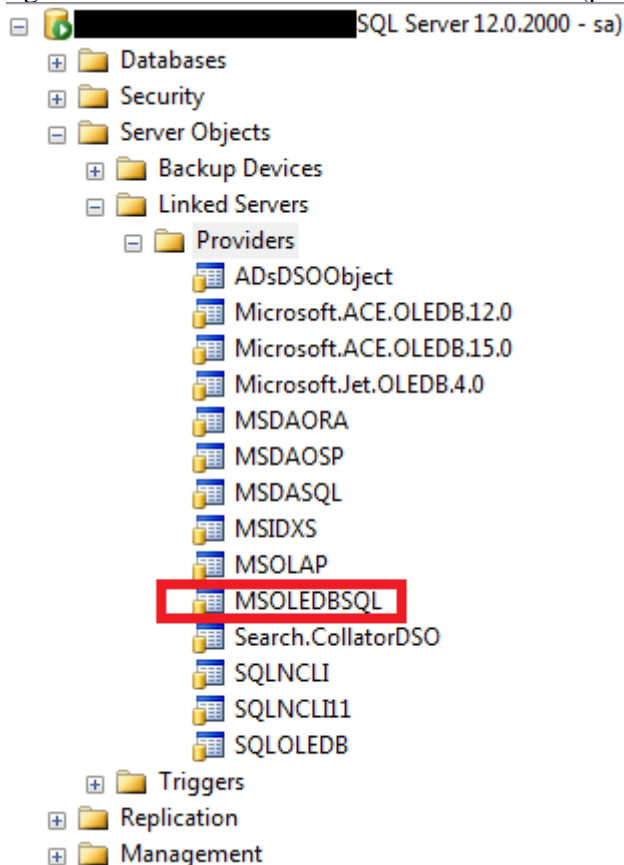 SQL Server 12.0.2000 - sa)
Databases
Security
Server Objects
Backup Devices
Linked Servers
Providers
ADsDSOObject
Microsoft.ACE.OLEDB.12.0
Microsoft.ACE.OLEDB.15.0
Microsoft.Jet.OLEDB.4.0
MSDAORA
MSDAOSP
MSDASQL
MSIDXS
MSOLAP
MSOLEDBSQL
Search.CollatorDSO
SQLNCLI
SQLNCLI11
SQLOLEDB
Triggers
Replication
Management